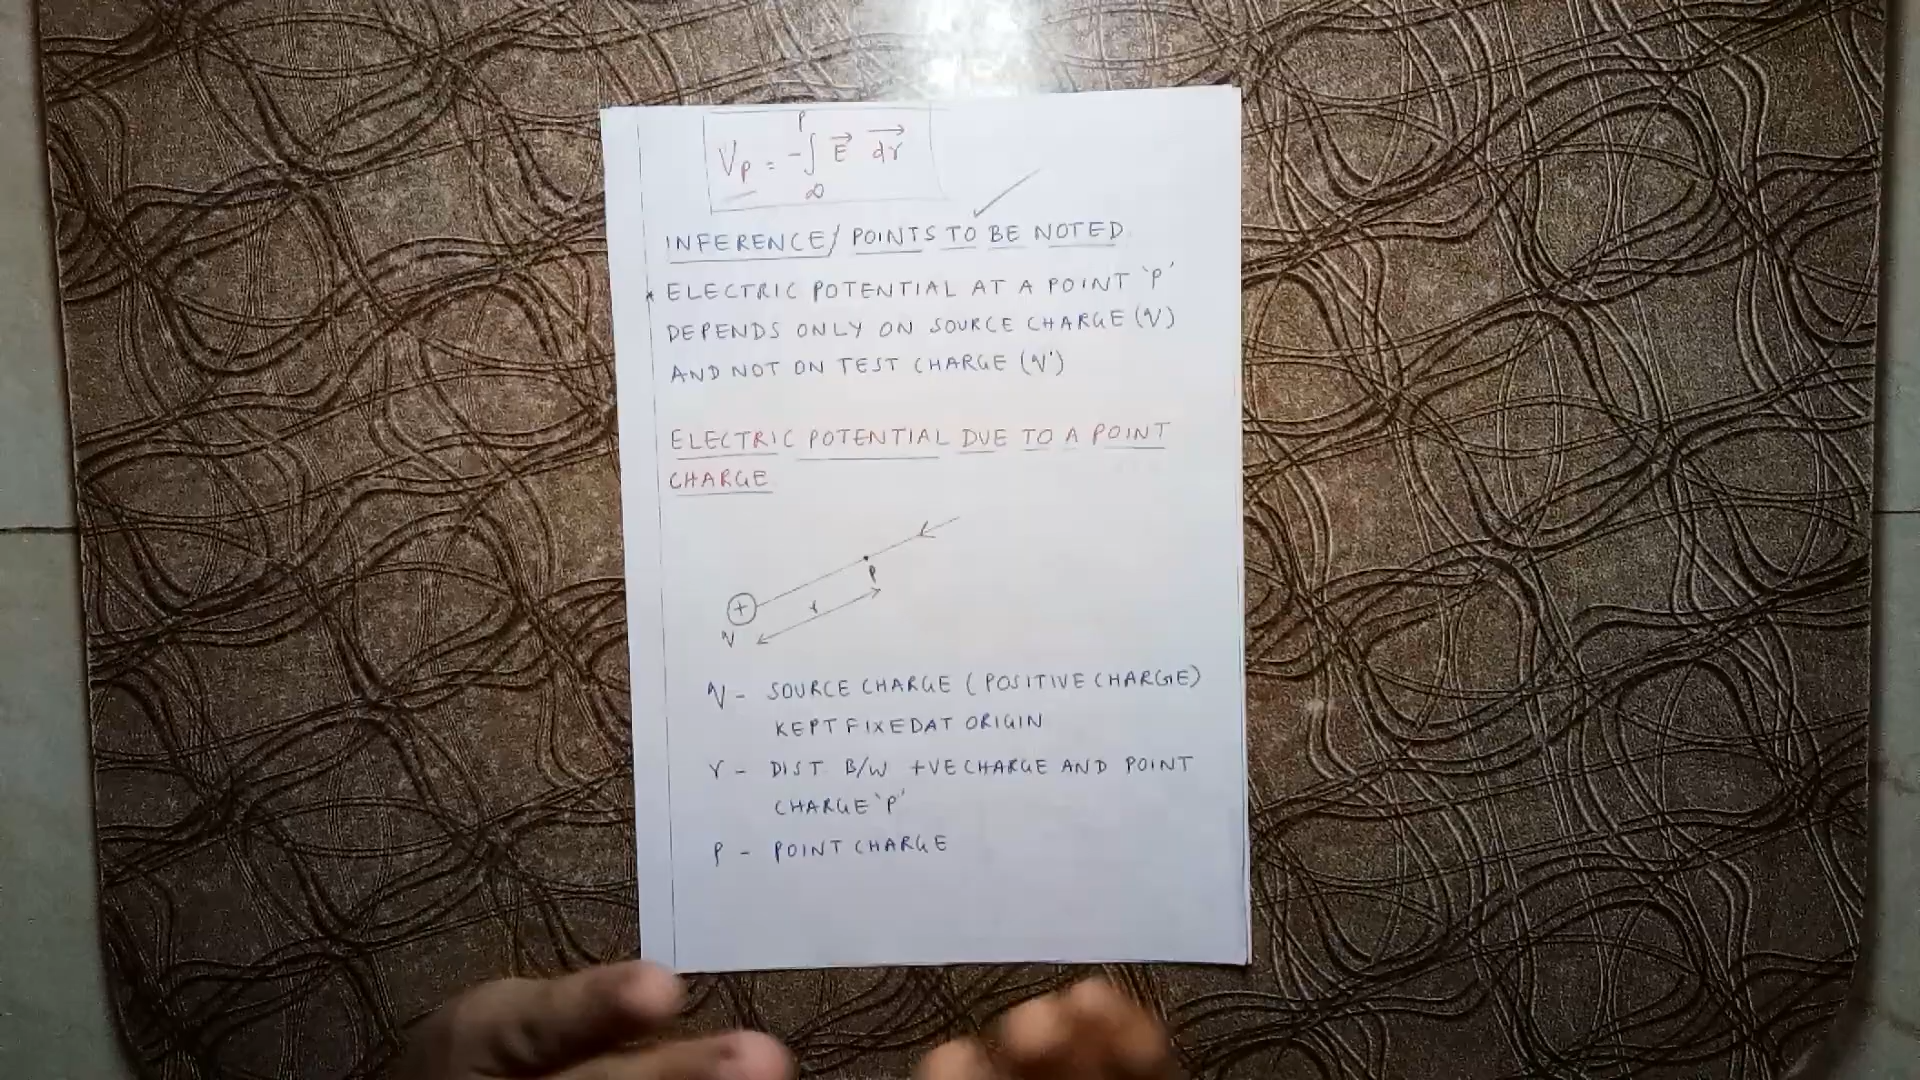 P
Vp = -∫ E⃗ dr⃗
∞
INFERENCE/ POINTS TO BE NOTED
* ELECTRIC POTENTIAL AT A POINT 'P'
DEPENDS ONLY ON SOURCE CHARGE (q)
AND NOT ON TEST CHARGE (q')
ELECTRIC POTENTIAL DUE TO A POINT
CHARGE
P
+
r
q
q - SOURCE CHARGE (POSITIVE CHARGE)
KEPT FIXED AT ORIGIN
r - DIST B/W +VE CHARGE AND POINT
CHARGE 'P'
P - POINT CHARGE